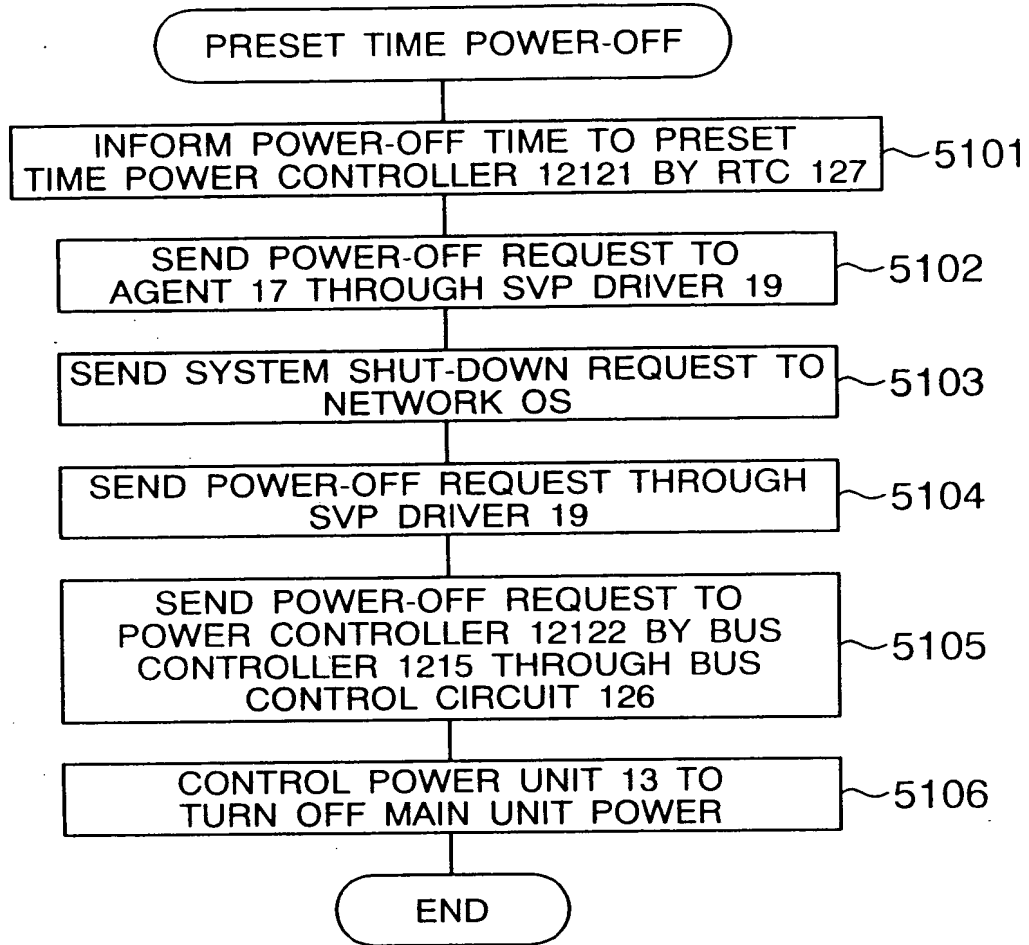 PRESET TIME POWER-OFF
INFORM POWER-OFF TIME TO PRESET
TIME POWER CONTROLLER 12121 BY RTC 127
5101
SEND POWER-OFF REQUEST TO
AGENT 17 THROUGH SVP DRIVER 19
5102
SEND SYSTEM SHUT-DOWN REQUEST TO
NETWORK OS
5103
SEND POWER-OFF REQUEST THROUGH
SVP DRIVER 19
5104
SEND POWER-OFF REQUEST TO
POWER CONTROLLER 12122 BY BUS
CONTROLLER 1215 THROUGH BUS
CONTROL CIRCUIT 126
5105
CONTROL POWER UNIT 13 TO
TURN OFF MAIN UNIT POWER
5106
END